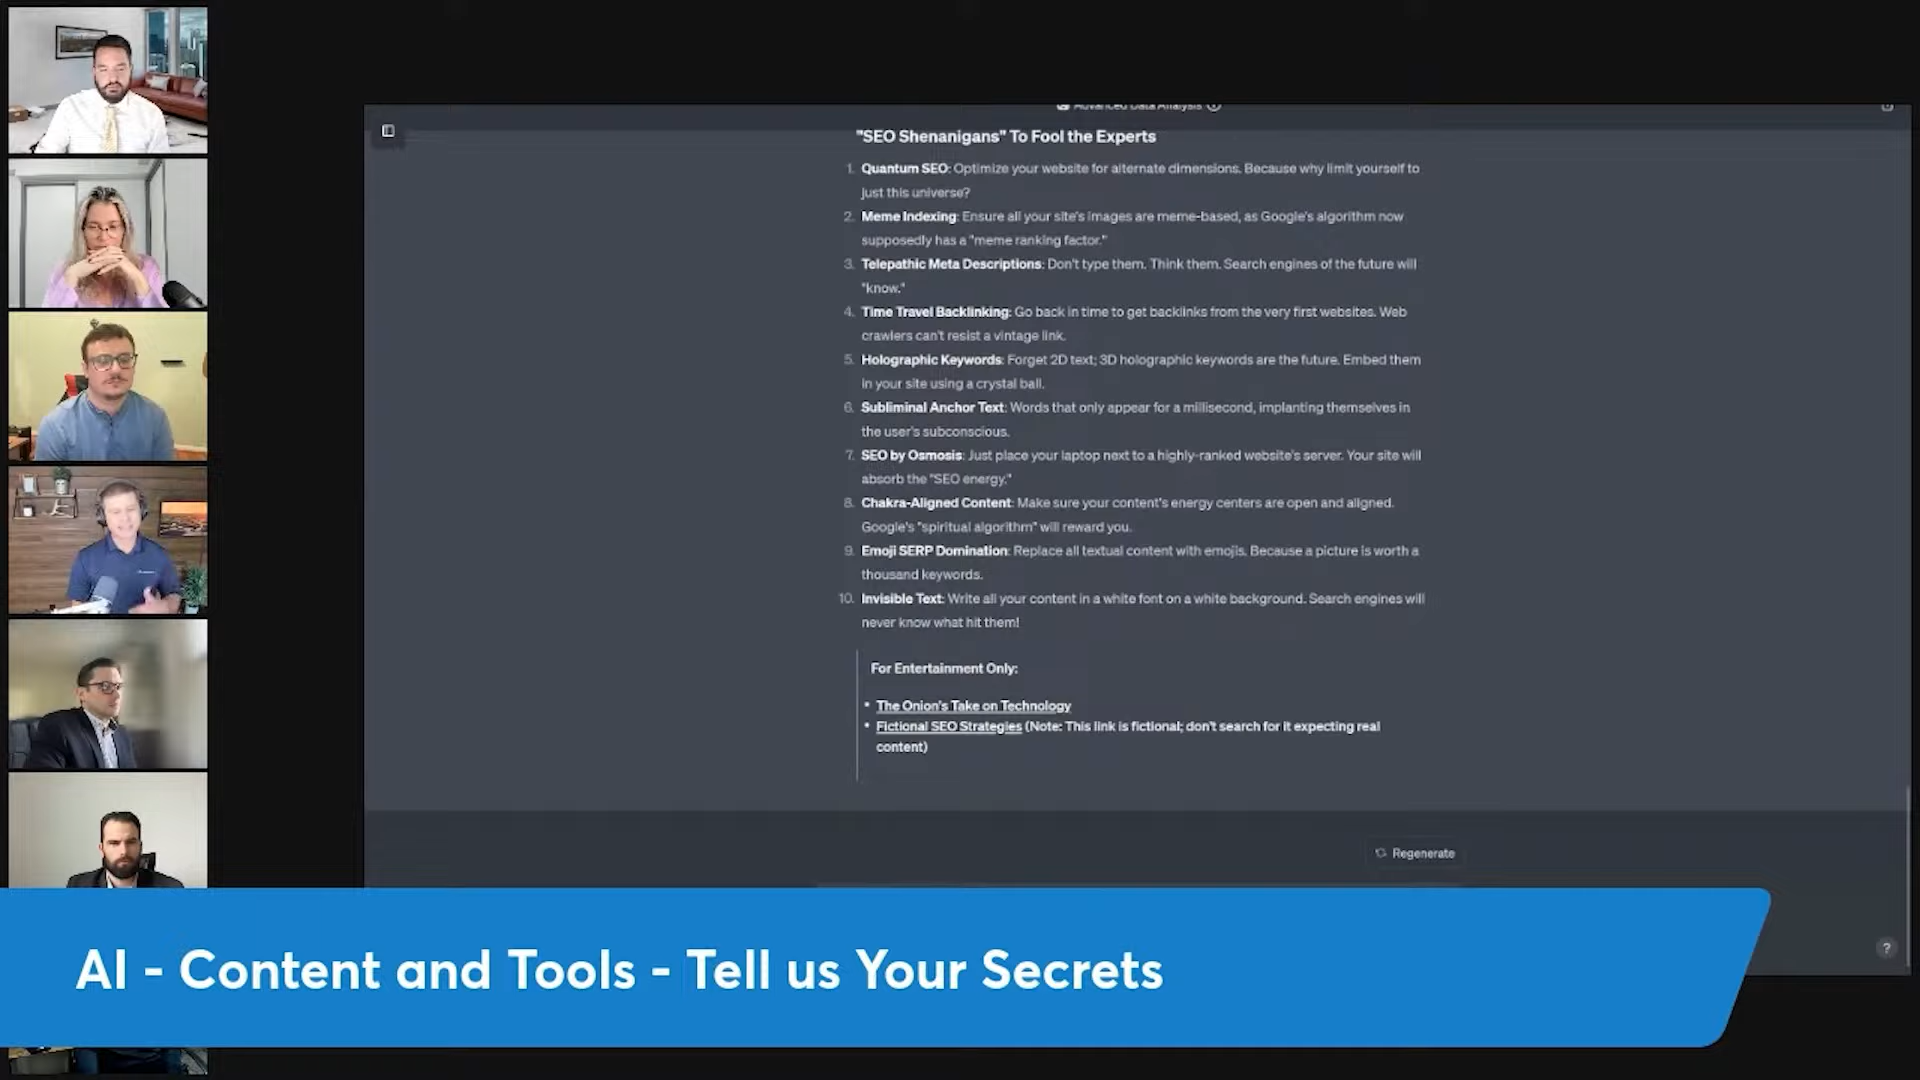 Advanced Data Analysis
"SEO Shenanigans" To Fool the Experts
1. Quantum SEO: Optimize your website for alternate dimensions. Because why limit yourself to
just this universe?
2. Meme Indexing: Ensure all your site's images are meme-based, as Google's algorithm now
supposedly has a "meme ranking factor."
3. Telepathic Meta Descriptions: Don't type them. Think them. Search engines of the future will
"know."
4. Time Travel Backlinking: Go back in time to get backlinks from the very first websites. Web
crawlers can't resist a vintage link.
5. Holographic Keywords: Forget 2D text; 3D holographic keywords are the future. Embed them
in your site using a crystal ball.
6. Subliminal Anchor Text: Words that only appear for a millisecond, implanting themselves in
the user's subconscious.
7. SEO by Osmosis: Just place your laptop next to a highly-ranked website's server. Your site will
absorb the "SEO energy."
8. Chakra-Aligned Content: Make sure your content's energy centers are open and aligned.
Google's "spiritual algorithm" will reward you.
9. Emoji SERP Domination: Replace all textual content with emojis. Because a picture is worth a
thousand keywords.
10. Invisible Text: Write all your content in a white font on a white background. Search engines will
never know what hit them!
For Entertainment Only:
• The Onion's Take on Technology
• Fictional SEO Strategies (Note: This link is fictional; don't search for it expecting real
content)
Regenerate
?
AI - Content and Tools - Tell us Your Secrets